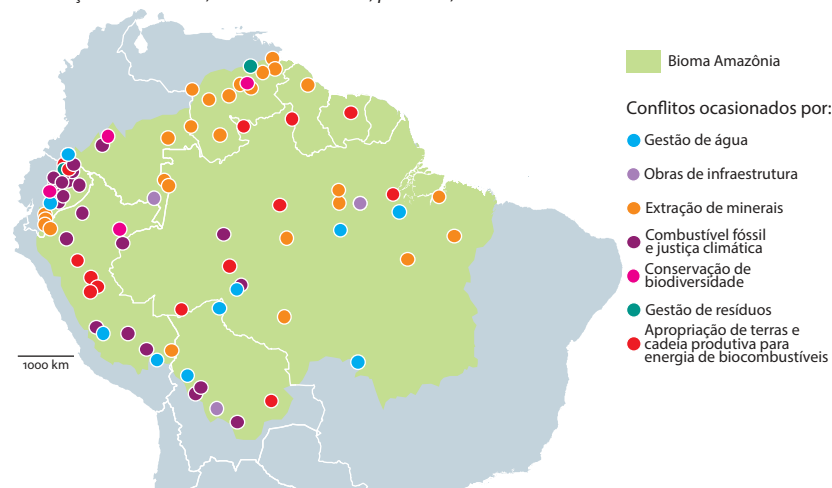 Bioma Amazônia
Conflitos ocasionados por:
Gestão de água
Obras de infraestrutura
Extração de minerais
Combustível fóssil
e justiça climática
Conservação de
biodiversidade
Gestão de resíduos
Apropriação de terras e
cadeia produtiva para
energia de biocombustíveis
1000 km